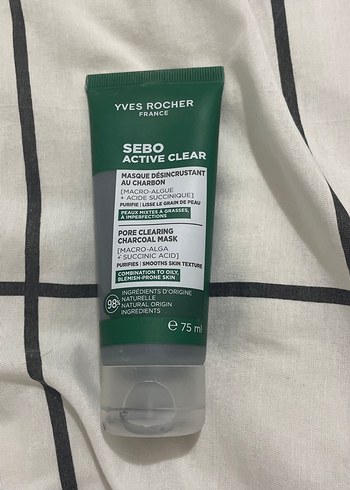 YVES ROCHER
FRANCE
SEBO
ACTIVE CLEAR
MASQUE DÉSINCRUSTANT
AU CHARBON
[MACRO-ALGUE
+ ACIDE SUCCINIQUE]
PURIFIE | LISSE LE GRAIN DE PEAU
PEAUX MIXTES À GRASSES,
À IMPERFECTIONS
PORE CLEARING
CHARCOAL MASK
[MACRO-ALGA
+ SUCCINIC ACID]
PURIFIES | SMOOTHS SKIN TEXTURE
COMBINATION TO OILY,
BLEMISH-PRONE SKIN
98%
INGRÉDIENTS D'ORIGINE
NATURELLE
NATURAL ORIGIN
INGREDIENTS
℮ 75 ml